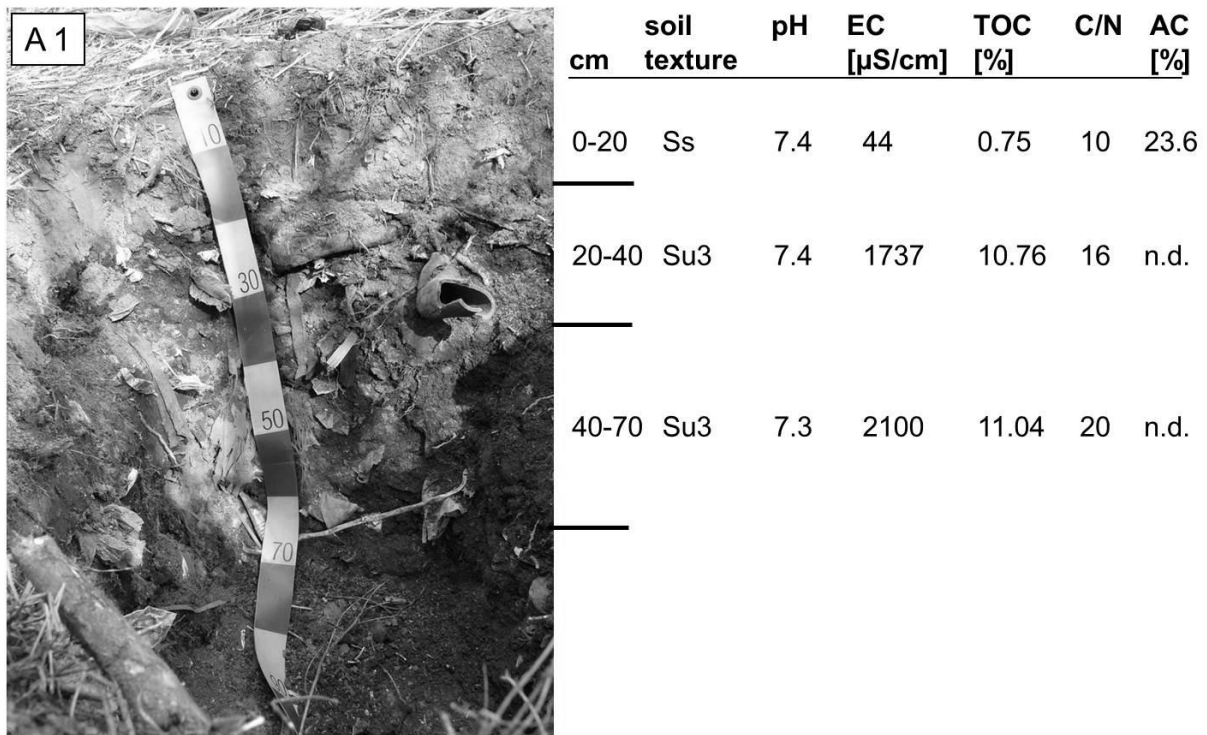 A 1
10
30
50
70
90
soil pH EC TOC C/N AC
cm texture [µS/cm] [%] [%]
0-20 Ss 7.4 44 0.75 10 23.6
20-40 Su3 7.4 1737 10.76 16 n.d.
40-70 Su3 7.3 2100 11.04 20 n.d.